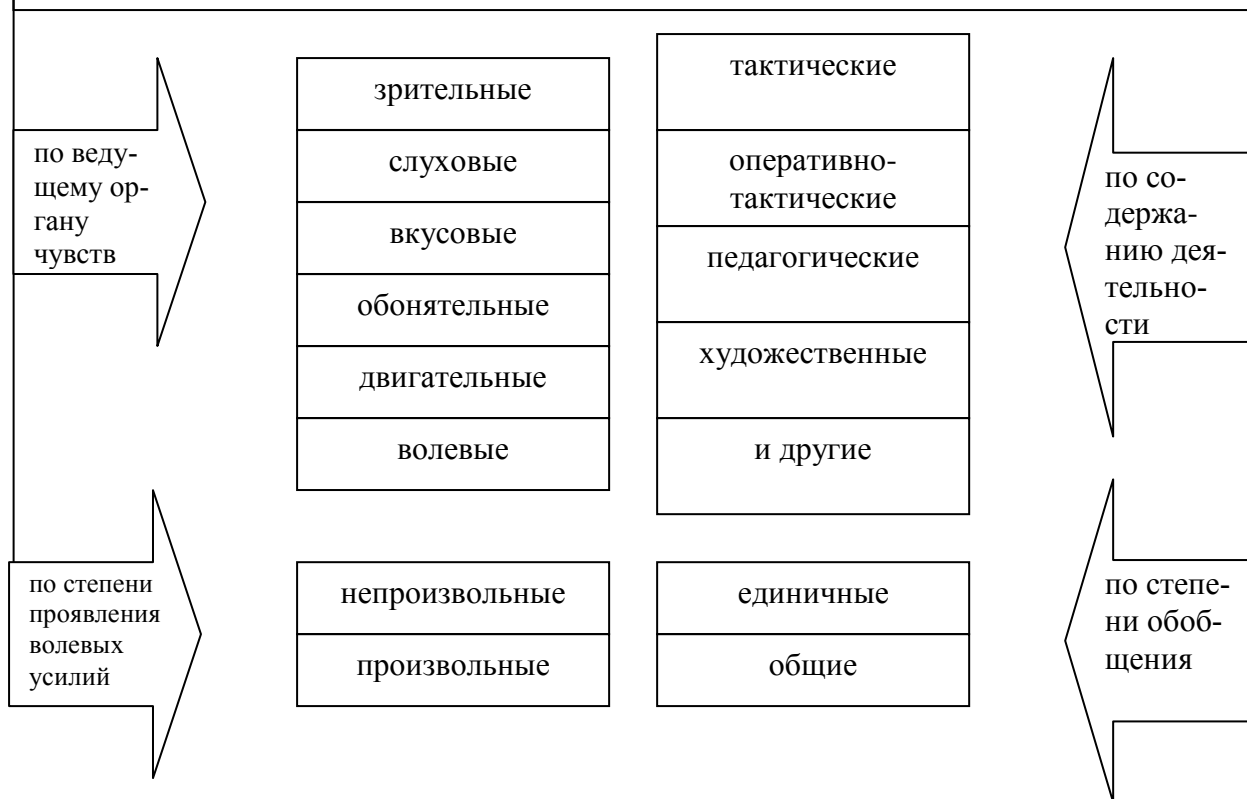 по веду-
щему ор-
гану
чувств
зрительные
слуховые
вкусовые
обонятельные
двигательные
волевые
тактические
оперативно-
тактические
педагогические
художественные
и другие
по со-
держа-
нию дея-
тельно-
сти
по степени
проявления
волевых
усилий
непроизвольные
произвольные
единичные
общие
по степе-
ни обоб-
щения